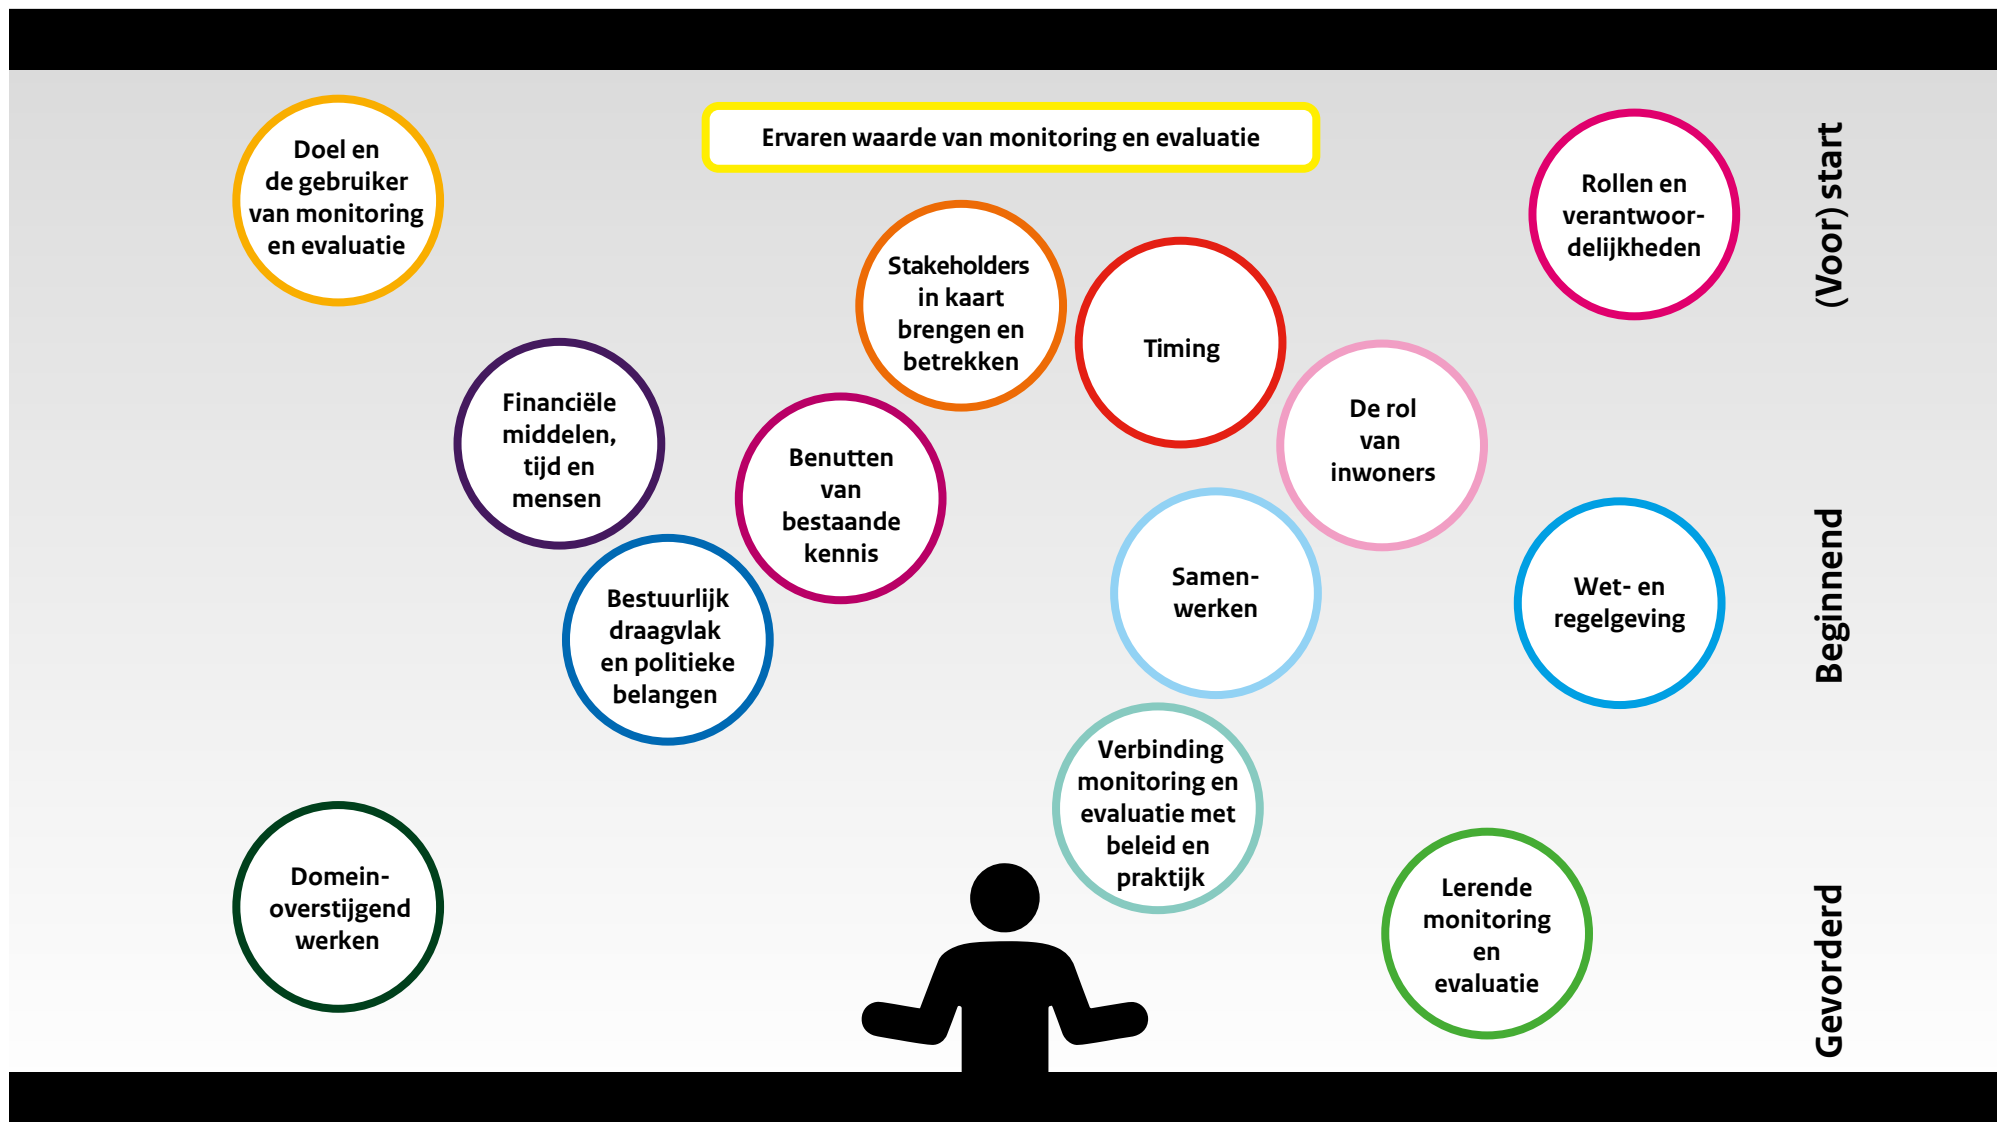 Ervaren waarde van monitoring en evaluatie
Doel en
de gebruiker
van monitoring
en evaluatie
Rollen en
verantwoor-
delijkheden
(Voor) start
Stakeholders
in kaart
brengen en
betrekken
Timing
De rol
van
inwoners
Financiële
middelen,
tijd en
mensen
Benutten
van
bestaande
kennis
Bestuurlijk
draagvlak
en politieke
belangen
Samen-
werken
Wet- en
regelgeving
Beginnend
Verbinding
monitoring en
evaluatie met
beleid en
praktijk
Domein-
overstijgend
werken
Lerende
monitoring
en
evaluatie
Gevorderd